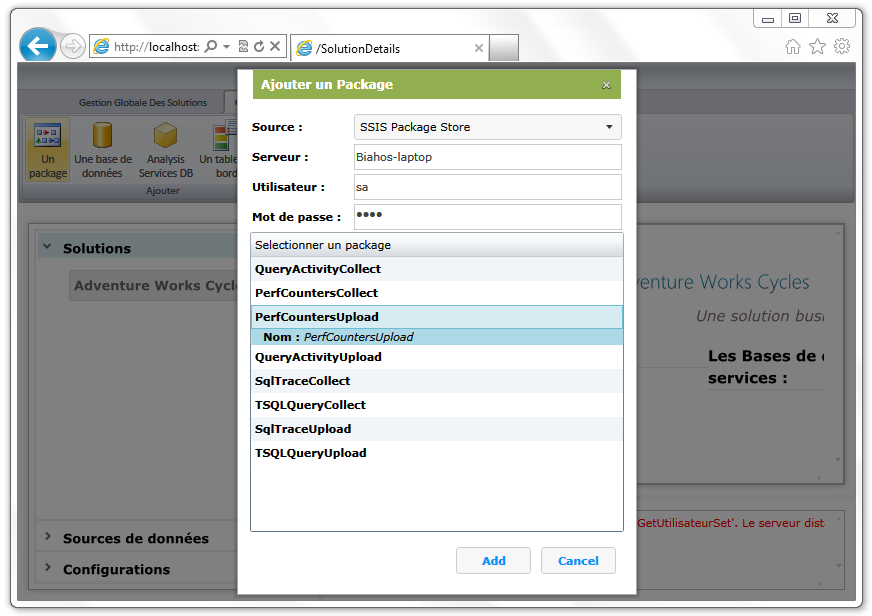 http://localhost:
/SolutionDetails
Ajouter un Package
Gestion Globale Des Solutions
Source :
SSIS Package Store
Un package
Une base de données
Analysis Services DB
Un table
bord
Ajouter
Serveur :
Biahos-laptop
Utilisateur :
sa
Mot de passe :
Selectionner un package
QueryActivityCollect
PerfCountersCollect
PerfCountersUpload
Nom : PerfCountersUpload
QueryActivityUpload
SqlTraceCollect
TSQLQueryCollect
SqlTraceUpload
TSQLQueryUpload
Solutions
Adventure Works Cycl
Sources de données
Configurations
venture Works Cycles
Une solution busi
Les Bases de
services :
GetUtilisateurSet'. Le serveur dist
Add
Cancel